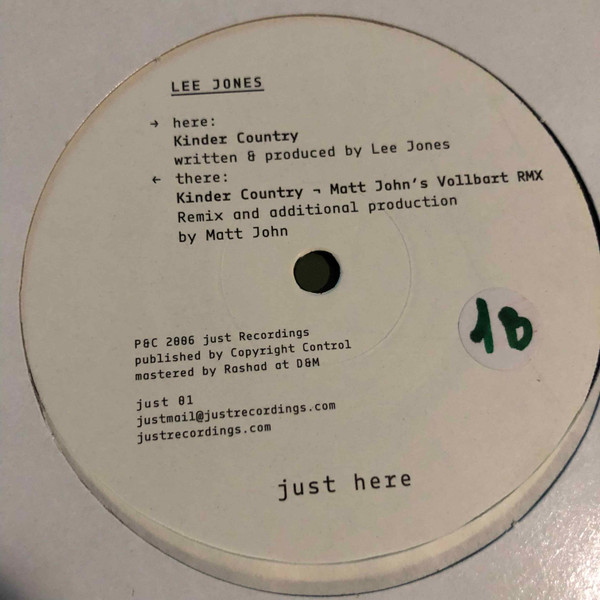 LEE JONES
→ here:
Kinder Country
written & produced by Lee Jones
← there:
Kinder Country ¬ Matt John's Vollbart RMX
Remix and additional production
by Matt John
P&C 2006 just Recordings
published by Copyright Control
mastered by Rashad at D&M
just 01
justmail@justrecordings.com
justrecordings.com
1B
just here